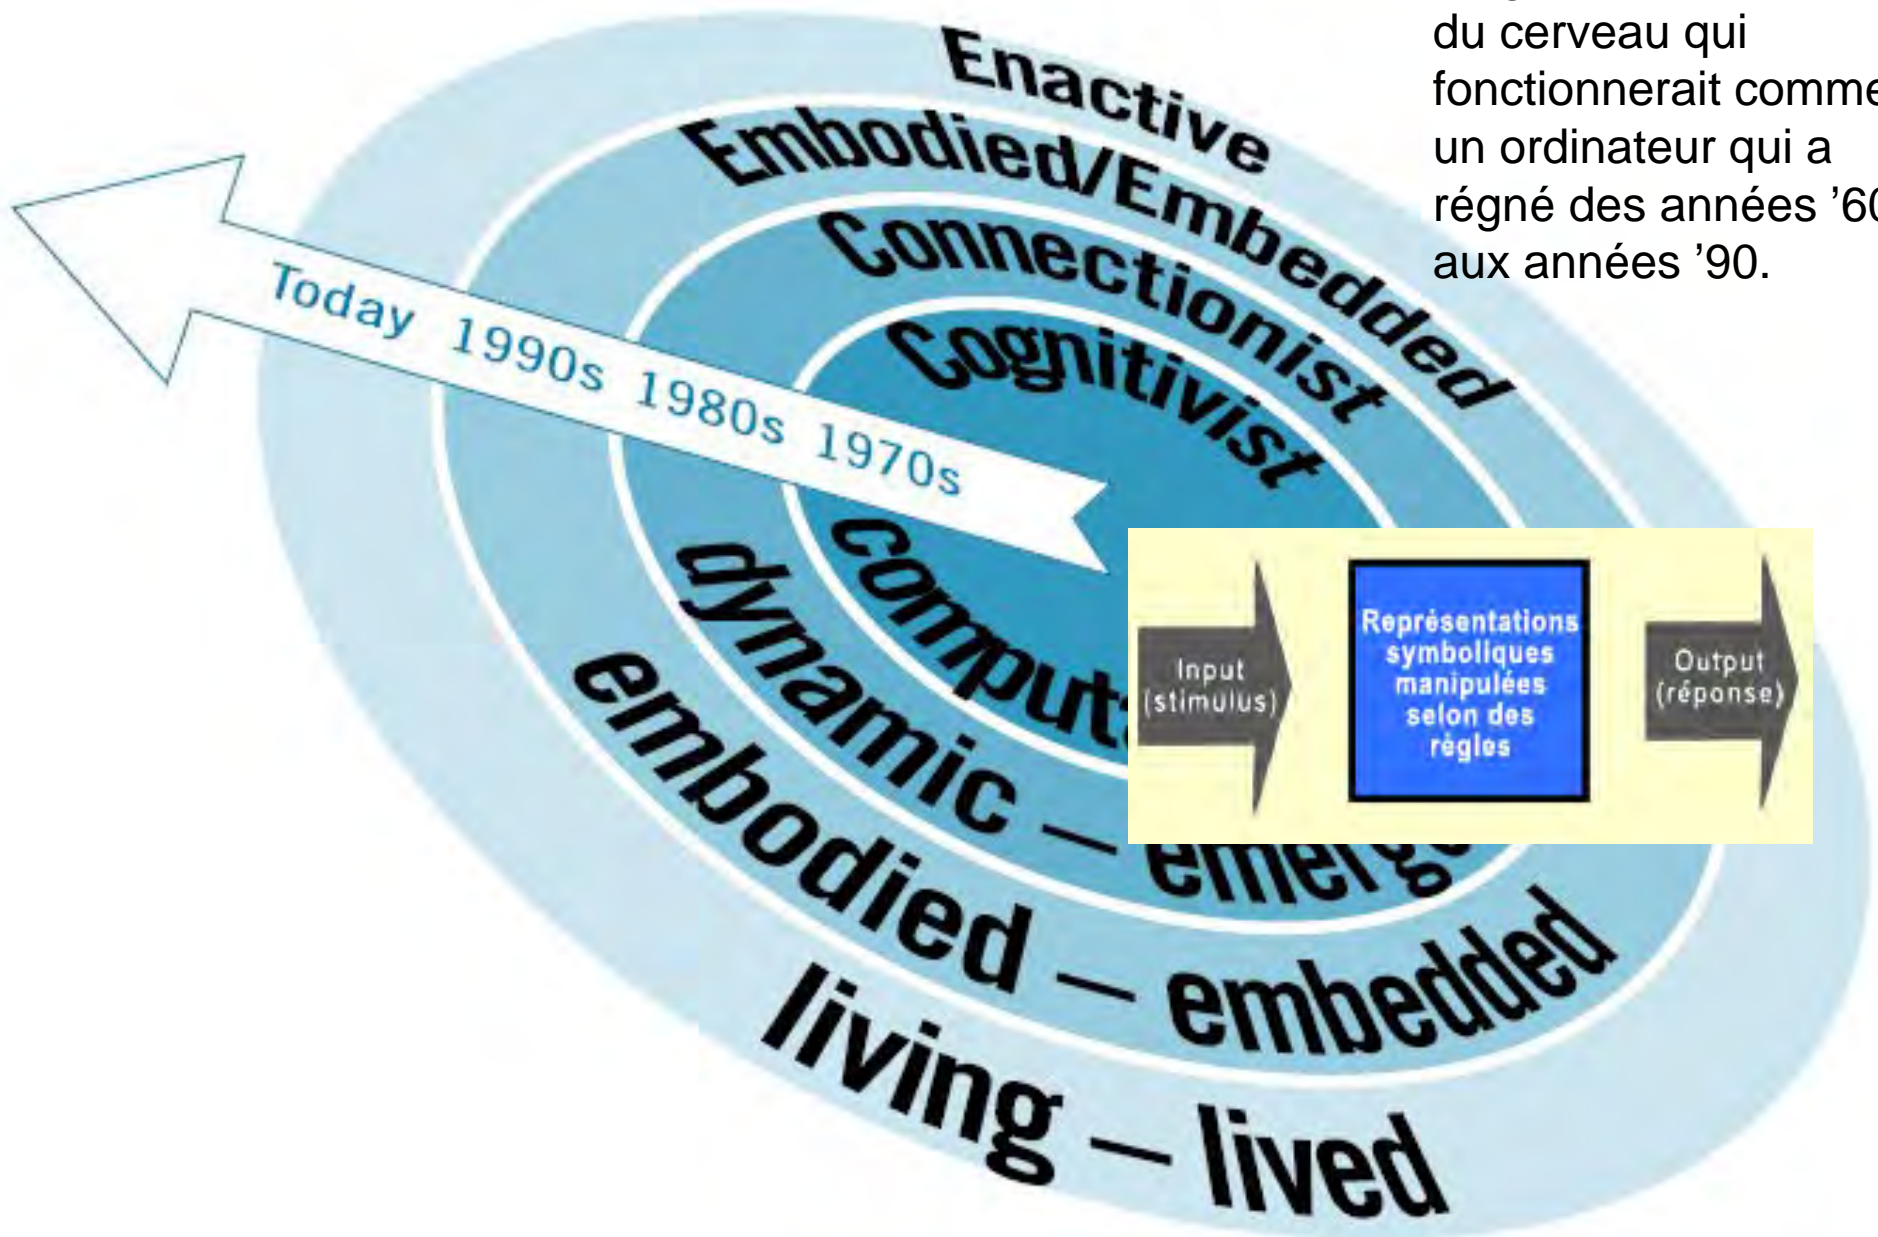 du cerveau qui
fonctionnerait comme
un ordinateur qui a
régné des années ’60
aux années ’90.
Enactive
Embodied/Embedded
Connectionist
Cognitivist
Today 1990s 1980s 1970s
dynamic –
embodied – embedded
living – lived
Input
(stimulus)
Représentations
symboliques
manipulées
selon des
règles
Output
(réponse)